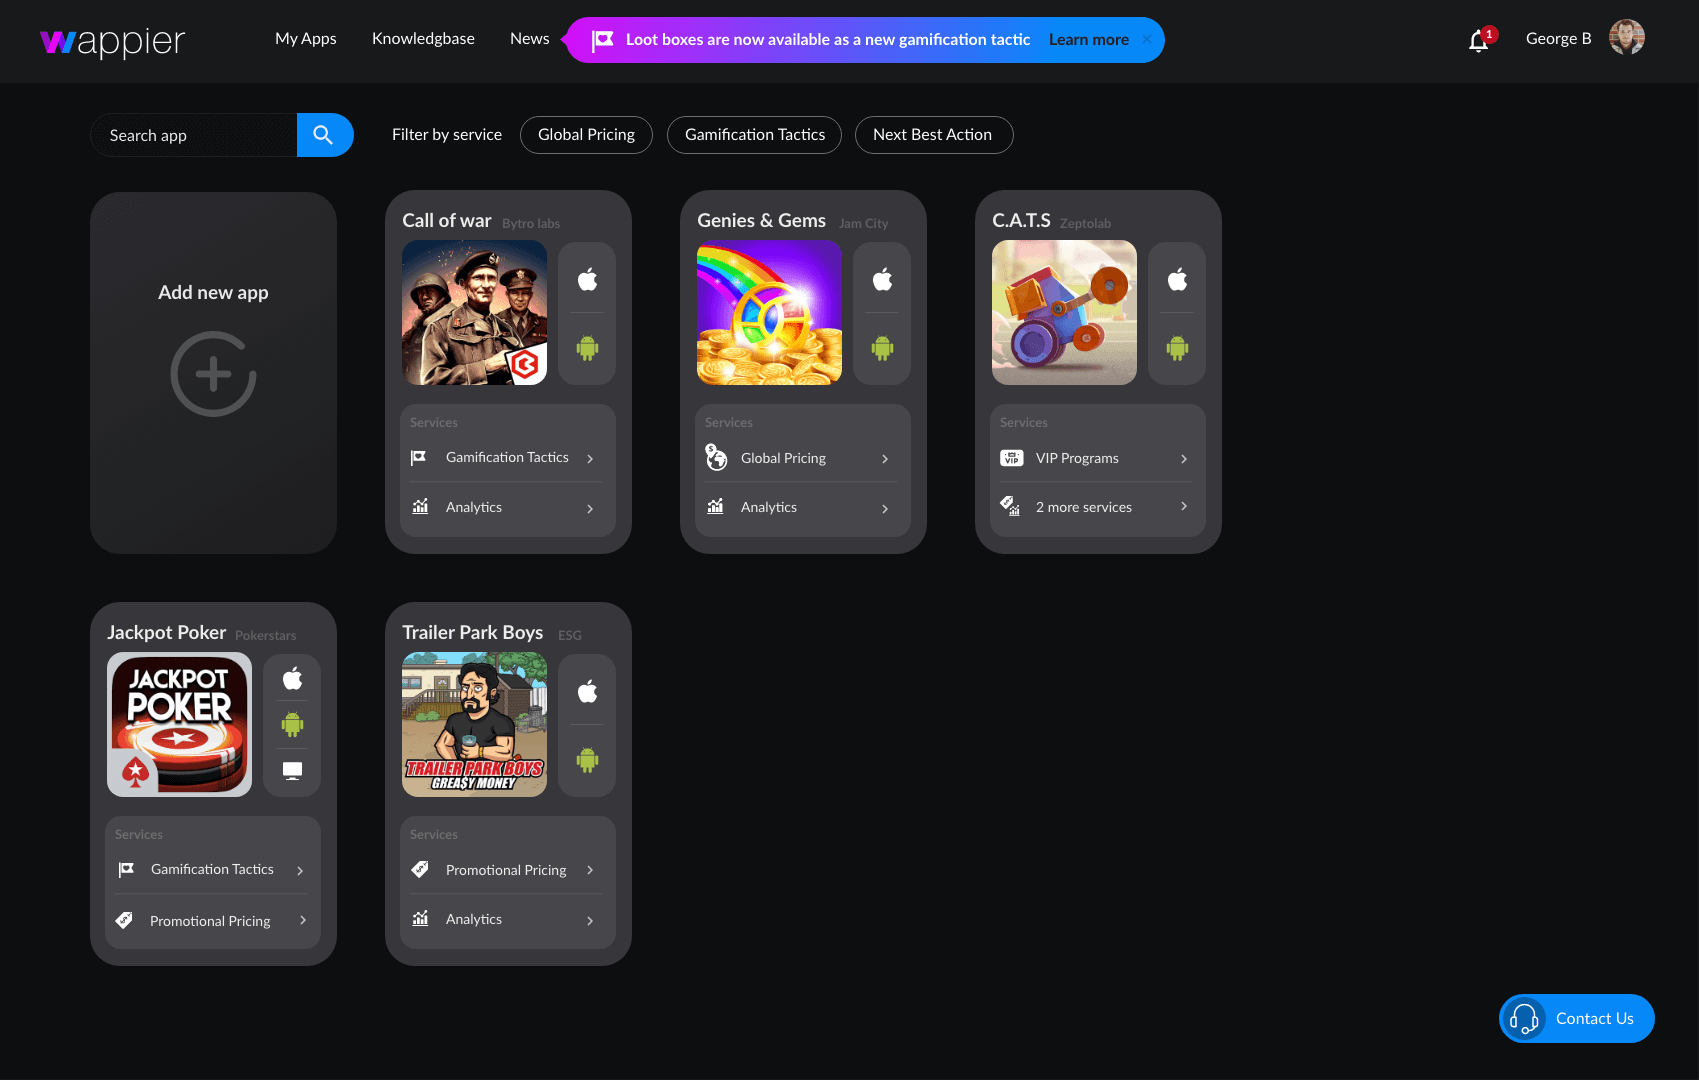 wappier
My Apps
Knowledgbase
News
Loot boxes are now available as a new gamification tactic
Learn more
1
George B
Search app
Filter by service
Global Pricing
Gamification Tactics
Next Best Action
Add new app
Call of war
Bytro labs
Services
Gamification Tactics
Analytics
Genies & Gems
Jam City
Services
$
Global Pricing
Analytics
C.A.T.S
Zeptolab
Services
VIP
VIP Programs
2 more services
Jackpot Poker
Pokerstars
JACKPOT
POKER
Services
Gamification Tactics
Promotional Pricing
Trailer Park Boys
ESG
TRAILER PARK BOYS
GREA$Y MONEY
Services
Promotional Pricing
Analytics
Contact Us